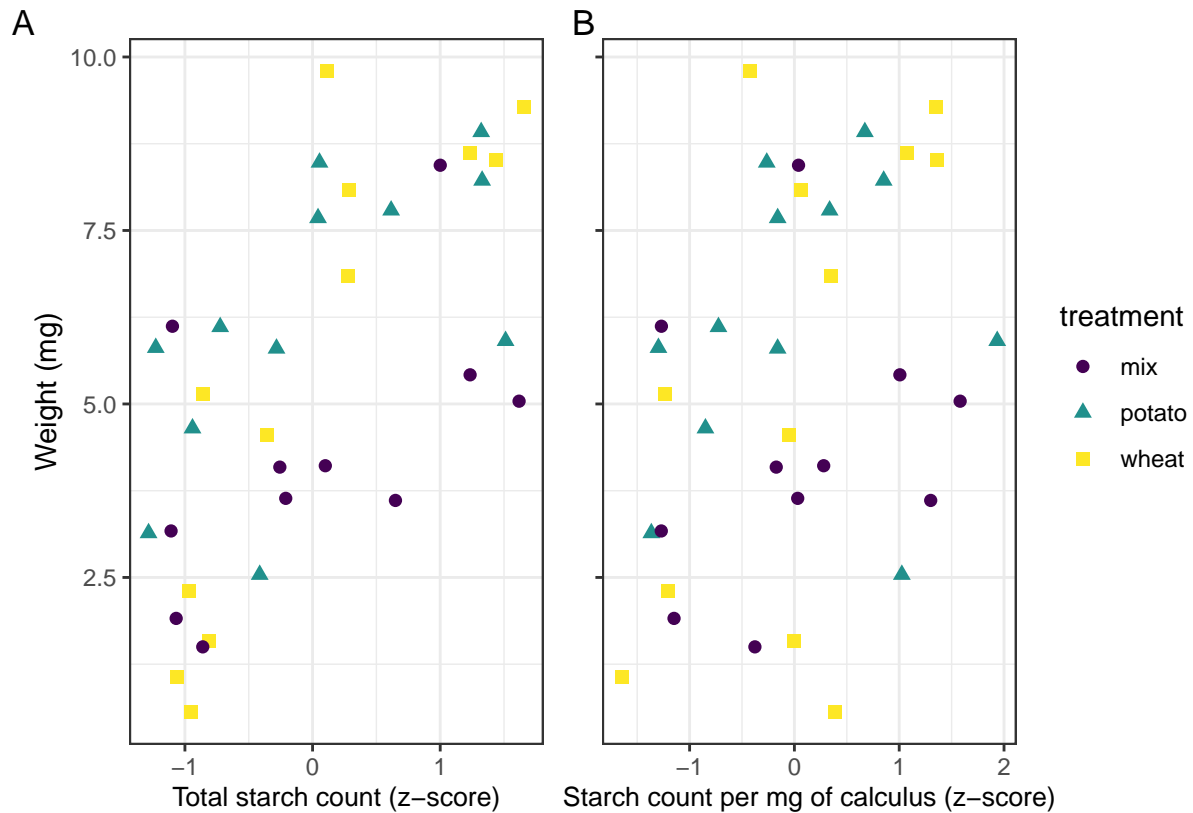 A
B
10.0
7.5
5.0
2.5
Weight (mg)
−1
0
1
Total starch count (z−score)
−1
0
1
2
Starch count per mg of calculus (z−score)
treatment
mix
potato
wheat